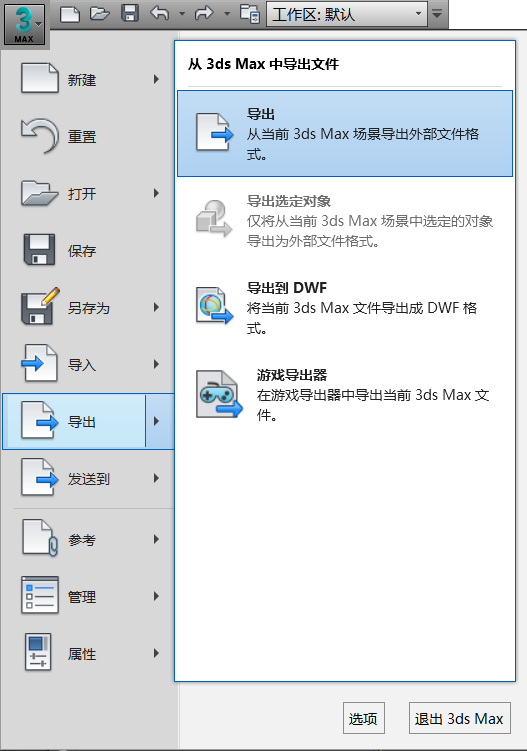 3
MAX
工作区: 默认
新建
重置
打开
保存
另存为
导入
导出
发送到
参考
管理
属性
从 3ds Max 中导出文件
导出
从当前 3ds Max 场景导出外部文件格
式。
导出选定对象
仅将从当前 3ds Max 场景中选定的对象
导出为外部文件格式。
导出到 DWF
将当前 3ds Max 文件导出成 DWF 格
式。
游戏导出器
在游戏导出器中导出当前 3ds Max 文
件。
选项
退出 3ds Max